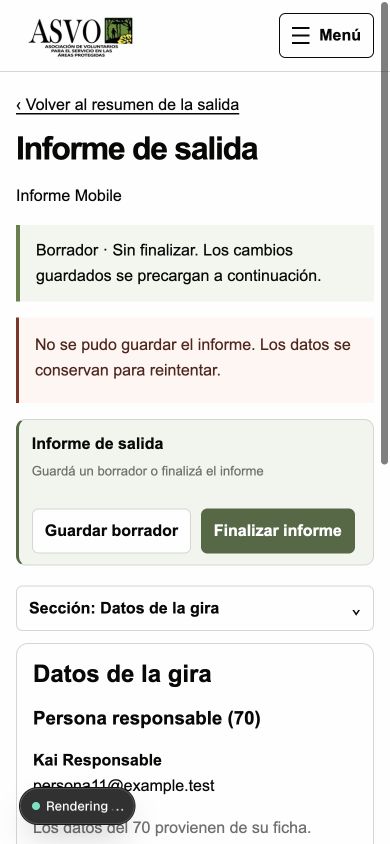 ASVO
ASOCIACIÓN DE VOLUNTARIOS
PARA EL SERVICIO EN LAS
ÁREAS PROTEGIDAS
Menú
‹ Volver al resumen de la salida
Informe de salida
Informe Mobile
Borrador · Sin finalizar. Los cambios
guardados se precargan a continuación.
No se pudo guardar el informe. Los datos se
conservan para reintentar.
Informe de salida
Guardá un borrador o finalizá el informe
Guardar borrador
Finalizar informe
Sección: Datos de la gira
Datos de la gira
Persona responsable (70)
Kai Responsable
persona11@example.test
Rendering ...
Los datos del 70 provienen de su ficha.